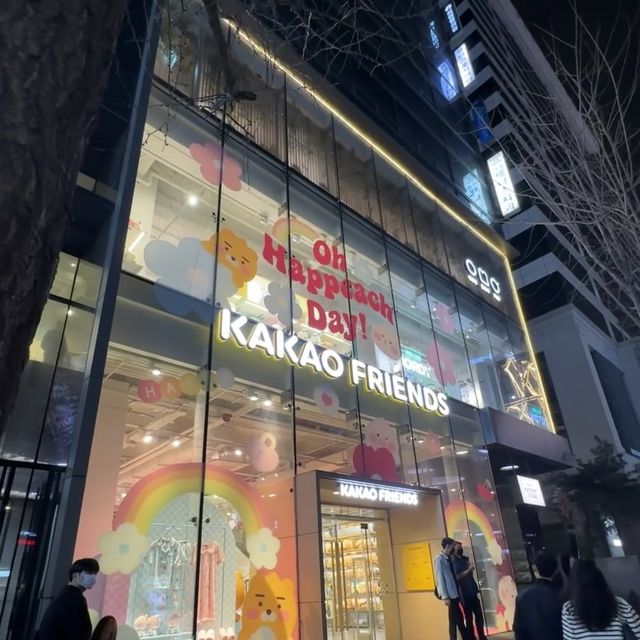 Oh
Happeach
Day!
KAKAO FRIENDS
KAKAO FRIENDS